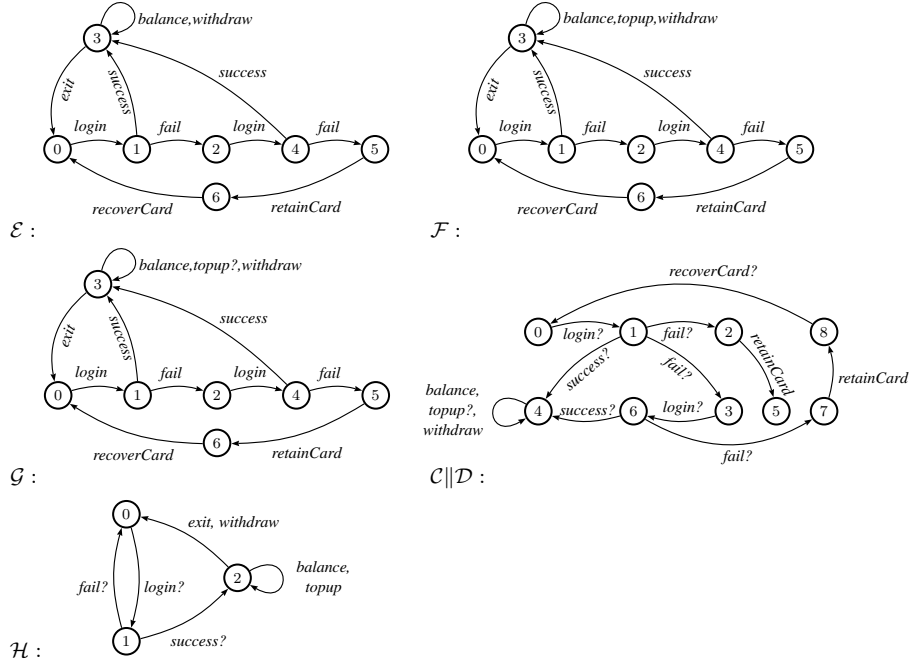 balance,withdraw
3
exit
success
success
login
fail
login
fail
0
1
2
4
5
6
recoverCard
retainCard
ℰ :
balance,topup,withdraw
3
exit
success
success
login
fail
login
fail
0
1
2
4
5
6
recoverCard
retainCard
ℱ :
balance,topup?,withdraw
3
exit
success
success
login
fail
login
fail
0
1
2
4
5
6
recoverCard
retainCard
𝒢 :
recoverCard?
0
1
2
8
login?
fail?
success?
fail?
retainCard
retainCard
balance,
topup?,
withdraw
4
success?
6
login?
3
5
7
fail?
𝒞||𝒟 :
0
exit, withdraw
fail?
login?
2
balance,
topup
1
success?
ℋ :